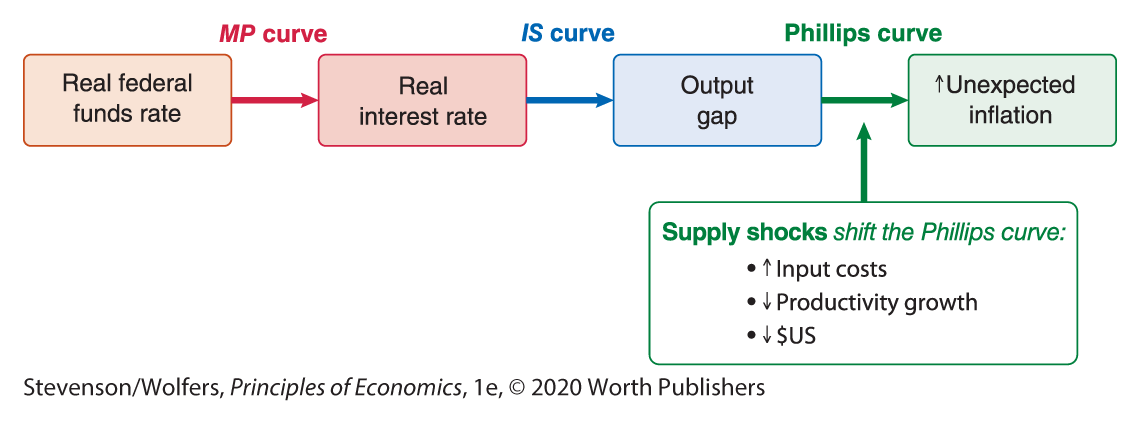 MP curve
IS curve
Phillips curve
Real federal
funds rate
Real
interest rate
Output
gap
↑Unexpected
inflation
Supply shocks shift the Phillips curve:
• ↑ Input costs
• ↓ Productivity growth
• ↓ $US
Stevenson/Wolfers, Principles of Economics, 1e, © 2020 Worth Publishers